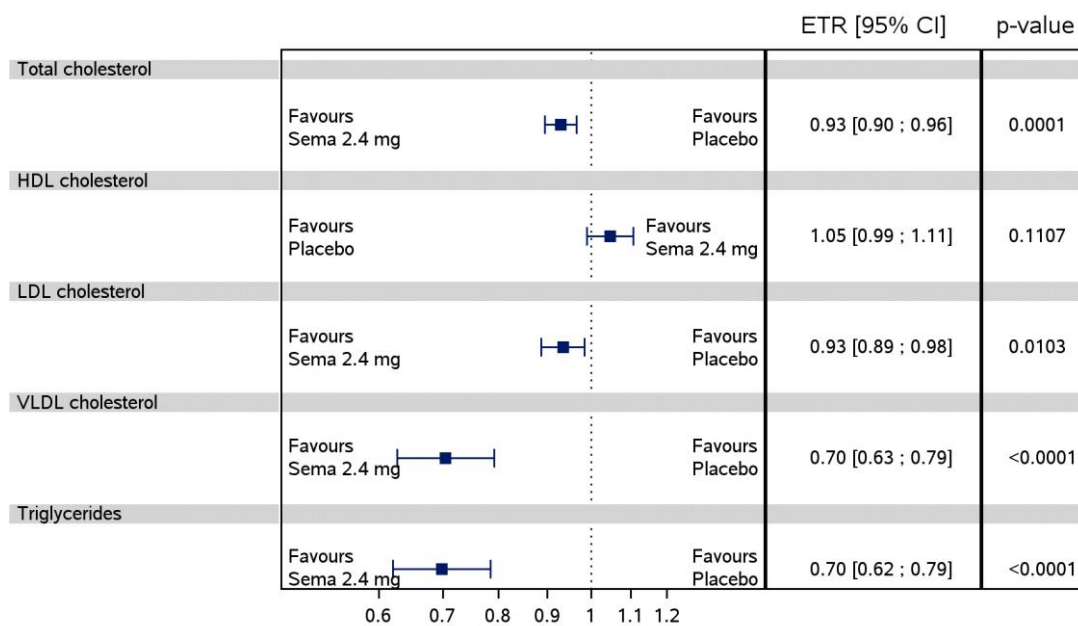 ETR [95% CI] p-value
Total cholesterol
Favours Favours
Sema 2.4 mg Placebo 0.93 [0.90 ; 0.96] 0.0001
HDL cholesterol
Favours Favours
Placebo Sema 2.4 mg 1.05 [0.99 ; 1.11] 0.1107
LDL cholesterol
Favours Favours
Sema 2.4 mg Placebo 0.93 [0.89 ; 0.98] 0.0103
VLDL cholesterol
Favours Favours
Sema 2.4 mg Placebo 0.70 [0.63 ; 0.79] <0.0001
Triglycerides
Favours Favours
Sema 2.4 mg Placebo 0.70 [0.62 ; 0.79] <0.0001
0.6 0.7 0.8 0.9 1 1.1 1.2